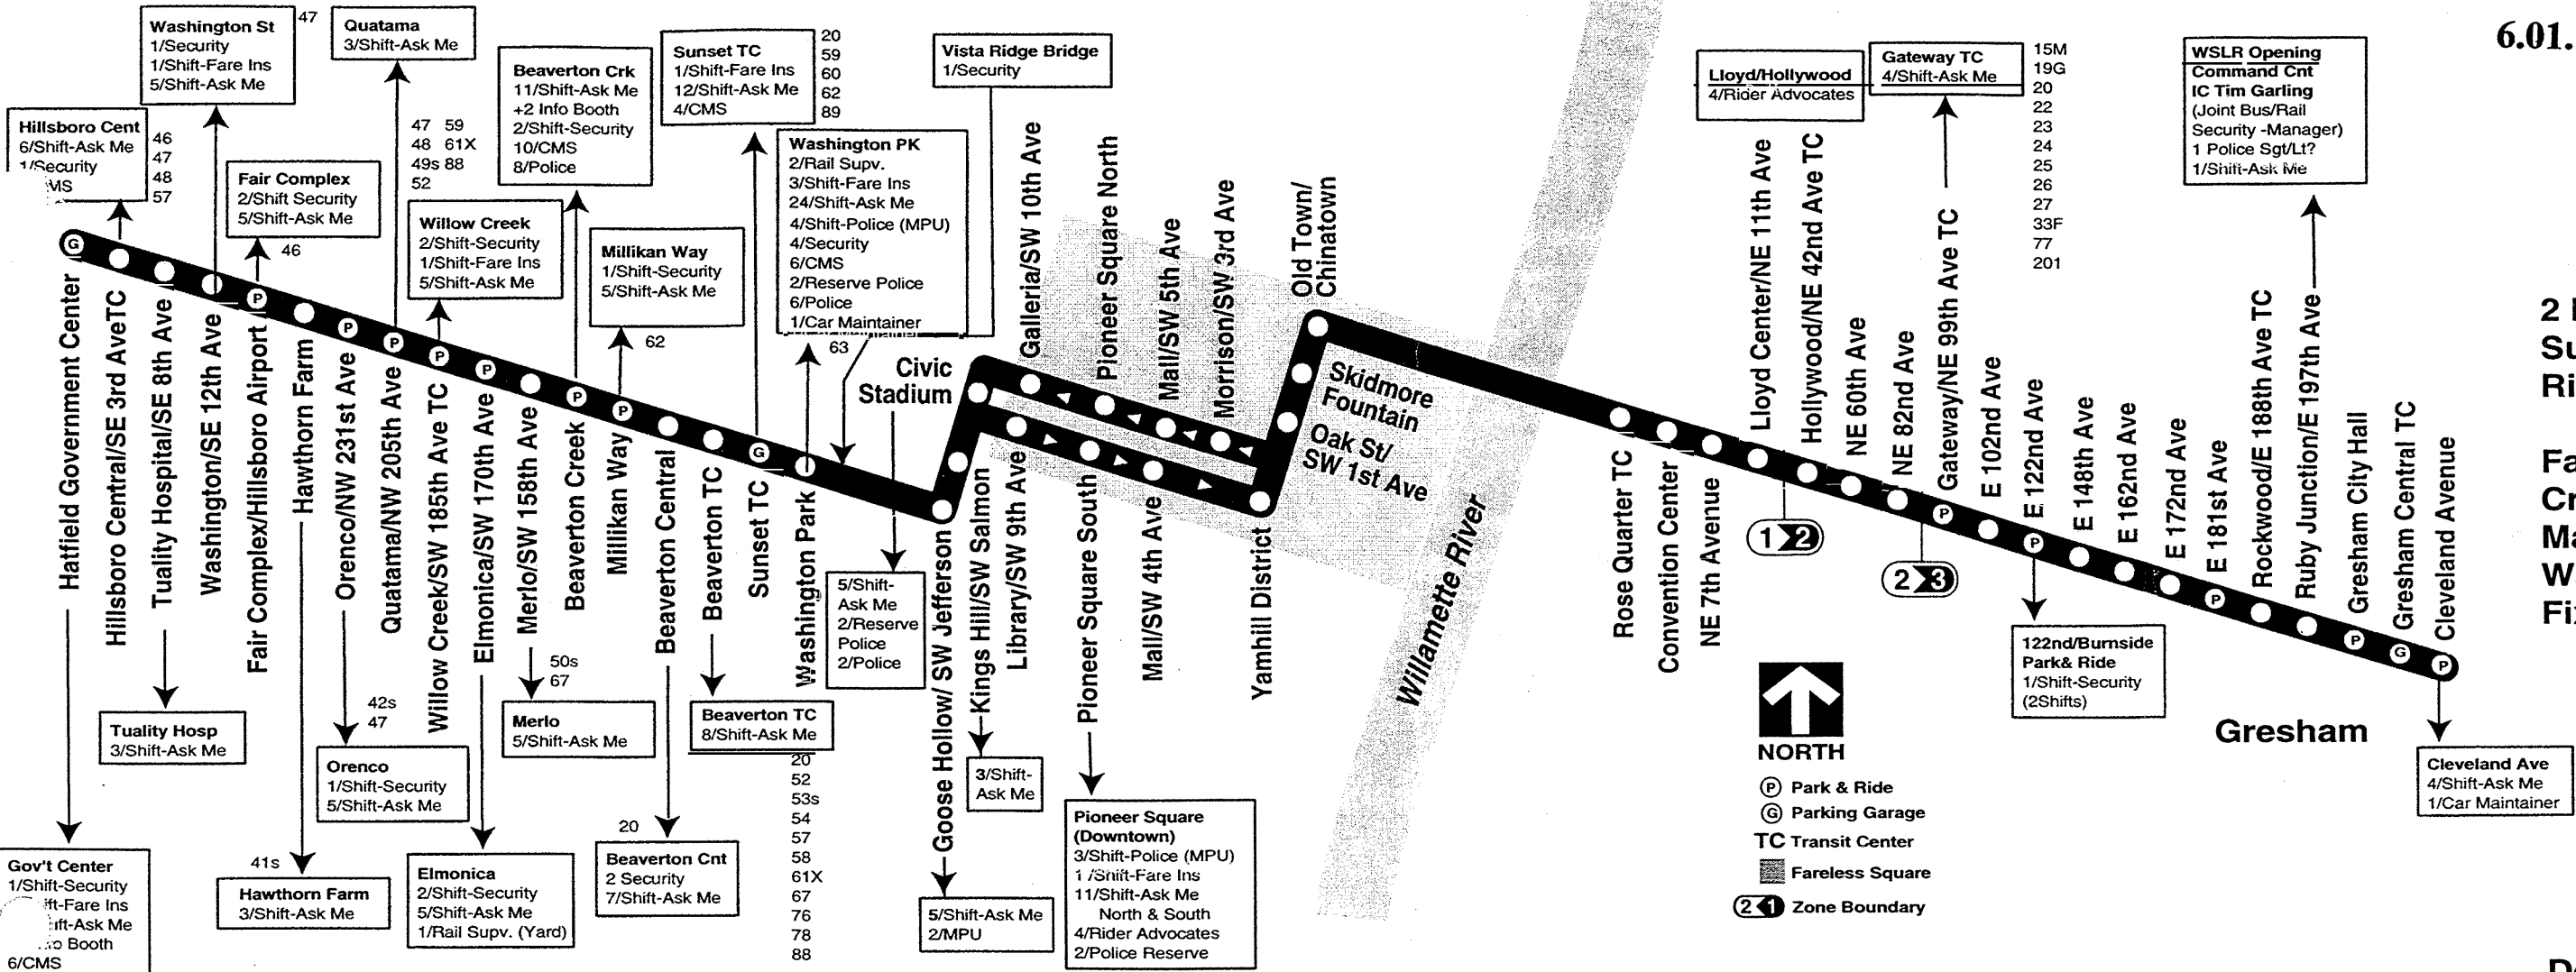 6.01.
Washington St
1/Security
1/Shift-Fare Ins
5/Shift-Ask Me
47
Quatama
3/Shift-Ask Me
Hillsboro Cent
6/Shift-Ask Me
1/Security
46
47
48
57
Fair Complex
2/Shift Security
5/Shift-Ask Me
46
47 59
48 61X
49s 88
52
Willow Creek
2/Shift-Security
1/Shift-Fare Ins
5/Shift-Ask Me
Beaverton Crk
11/Shift-Ask Me
+2 Info Booth
2/Shift-Security
10/CMS
8/Police
Millikan Way
1/Shift-Security
5/Shift-Ask Me
62
Sunset TC
1/Shift-Fare Ins
12/Shift-Ask Me
4/CMS
20
59
60
62
89
Washington PK
2/Rail Supv.
3/Shift-Fare Ins
24/Shift-Ask Me
4/Shift-Police (MPU)
4/Security
6/CMS
2/Reserve Police
6/Police
1/Car Maintainer
63
Vista Ridge Bridge
1/Security
Lloyd/Hollywood
4/Rider Advocates
Gateway TC
4/Shift-Ask Me
15M
19G
20
22
23
24
25
26
27
33F
77
201
WSLR Opening
Command Cnt
IC Tim Garling
(Joint Bus/Rail
Security -Manager)
1 Police Sgt/Lt?
1/Shift-Ask Me
G
P
Hatfield Government Center
Hillsboro Central/SE 3rd AveTC
Tuality Hospital/SE 8th Ave
Washington/SE 12th Ave
Fair Complex/Hillsboro Airport
Hawthorn Farm
Orenco/NW 231st Ave
Quatama/NW 205th Ave
Willow Creek/SW 185th Ave TC
Elmonica/SW 170th Ave
Merlo/SW 158th Ave
Beaverton Creek
Millikan Way
Beaverton Central
Beaverton TC
Sunset TC
Washington Park
Goose Hollow/ SW Jefferson
Kings Hill/SW Salmon
Civic
Stadium
Library/SW 9th Ave
Galleria/SW 10th Ave
Pioneer Square North
Pioneer Square South
Mall/SW 5th Ave
Mall/SW 4th Ave
Morrison/SW 3rd Ave
Yamhill District
Oak St/
SW 1st Ave
Skidmore
Fountain
Old Town/
Chinatown
Willamette River
Rose Quarter TC
Convention Center
NE 7th Avenue
Lloyd Center/NE 11th Ave
Hollywood/NE 42nd Ave TC
NE 60th Ave
NE 82nd Ave
Gateway/NE 99th Ave TC
E 102nd Ave
E 122nd Ave
E 148th Ave
E 162nd Ave
E 172nd Ave
E 181st Ave
Rockwood/E 188th Ave TC
Ruby Junction/E 197th Ave
Gresham City Hall
Gresham Central TC
Cleveland Avenue
1 2
2 3
Gov't Center
1/Shift-Security
6/CMS
Tuality Hosp
3/Shift-Ask Me
41s
Hawthorn Farm
3/Shift-Ask Me
42s
47
Orenco
1/Shift-Security
5/Shift-Ask Me
Elmonica
2/Shift-Security
5/Shift-Ask Me
1/Rail Supv. (Yard)
50s
67
Merlo
5/Shift-Ask Me
20
Beaverton Cnt
2 Security
7/Shift-Ask Me
Beaverton TC
8/Shift-Ask Me
20
52
53s
54
57
58
61X
67
76
78
88
5/Shift-
Ask Me
2/Reserve
Police
2/Police
5/Shift-Ask Me
2/MPU
3/Shift-
Ask Me
Pioneer Square
(Downtown)
3/Shift-Police (MPU)
1/Shift-Fare Ins
11/Shift-Ask Me
North & South
4/Rider Advocates
2/Police Reserve
NORTH
P Park & Ride
G Parking Garage
TC Transit Center
Fareless Square
2 1 Zone Boundary
122nd/Burnside
Park& Ride
1/Shift-Security
(2Shifts)
Gresham
Cleveland Ave
4/Shift-Ask Me
1/Car Maintainer